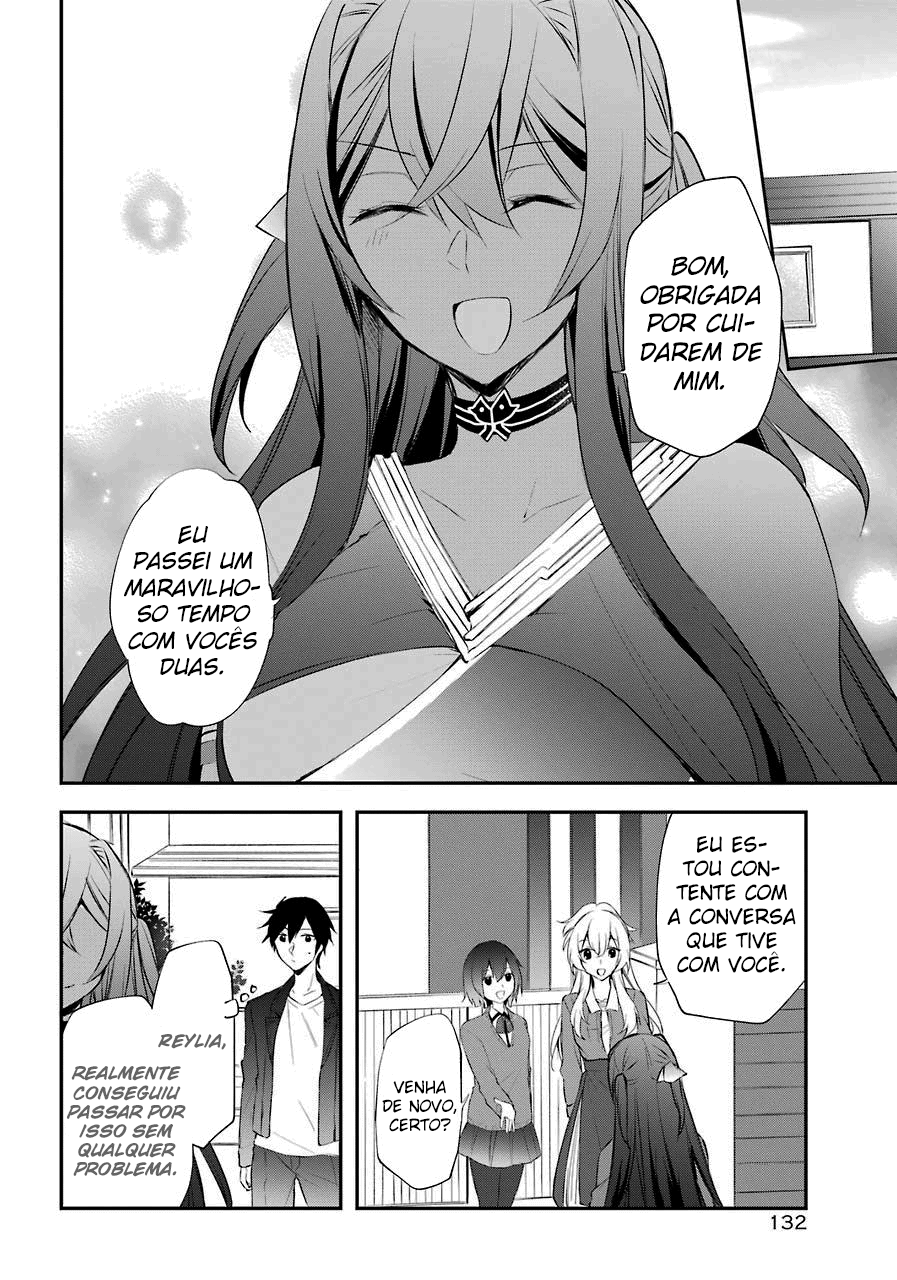 BOM,
OBRIGADA
POR CUI-
DAREM DE
MIM.
EU
PASSEI UM
MARAVILHO-
SO TEMPO
COM VOCÊS
DUAS.
EU ES-
TOU CON-
TENTE COM
A CONVERSA
QUE TIVE
COM VOCÊ.
VENHA
DE NOVO,
CERTO?
REYLIA,
REALMENTE
CONSEGUIU
PASSAR POR
ISSO SEM
QUALQUER
PROBLEMA.
132